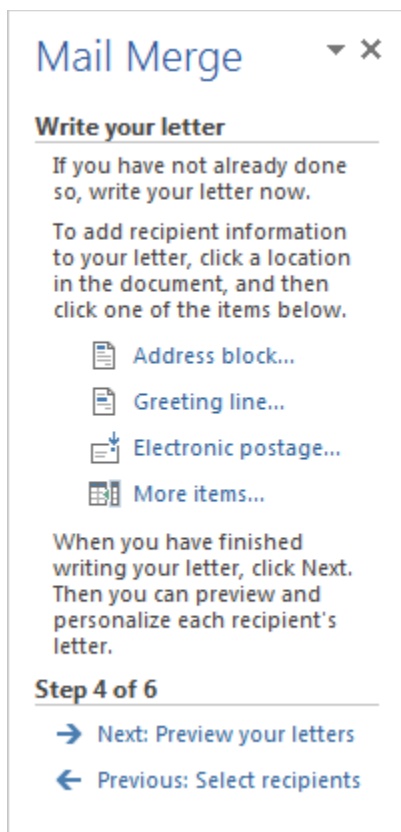 Mail Merge
Write your letter
If you have not already done
so, write your letter now.
To add recipient information
to your letter, click a location
in the document, and then
click one of the items below.
Address block...
Greeting line...
Electronic postage...
More items...
When you have finished
writing your letter, click Next.
Then you can preview and
personalize each recipient's
letter.
Step 4 of 6
Next: Preview your letters
Previous: Select recipients